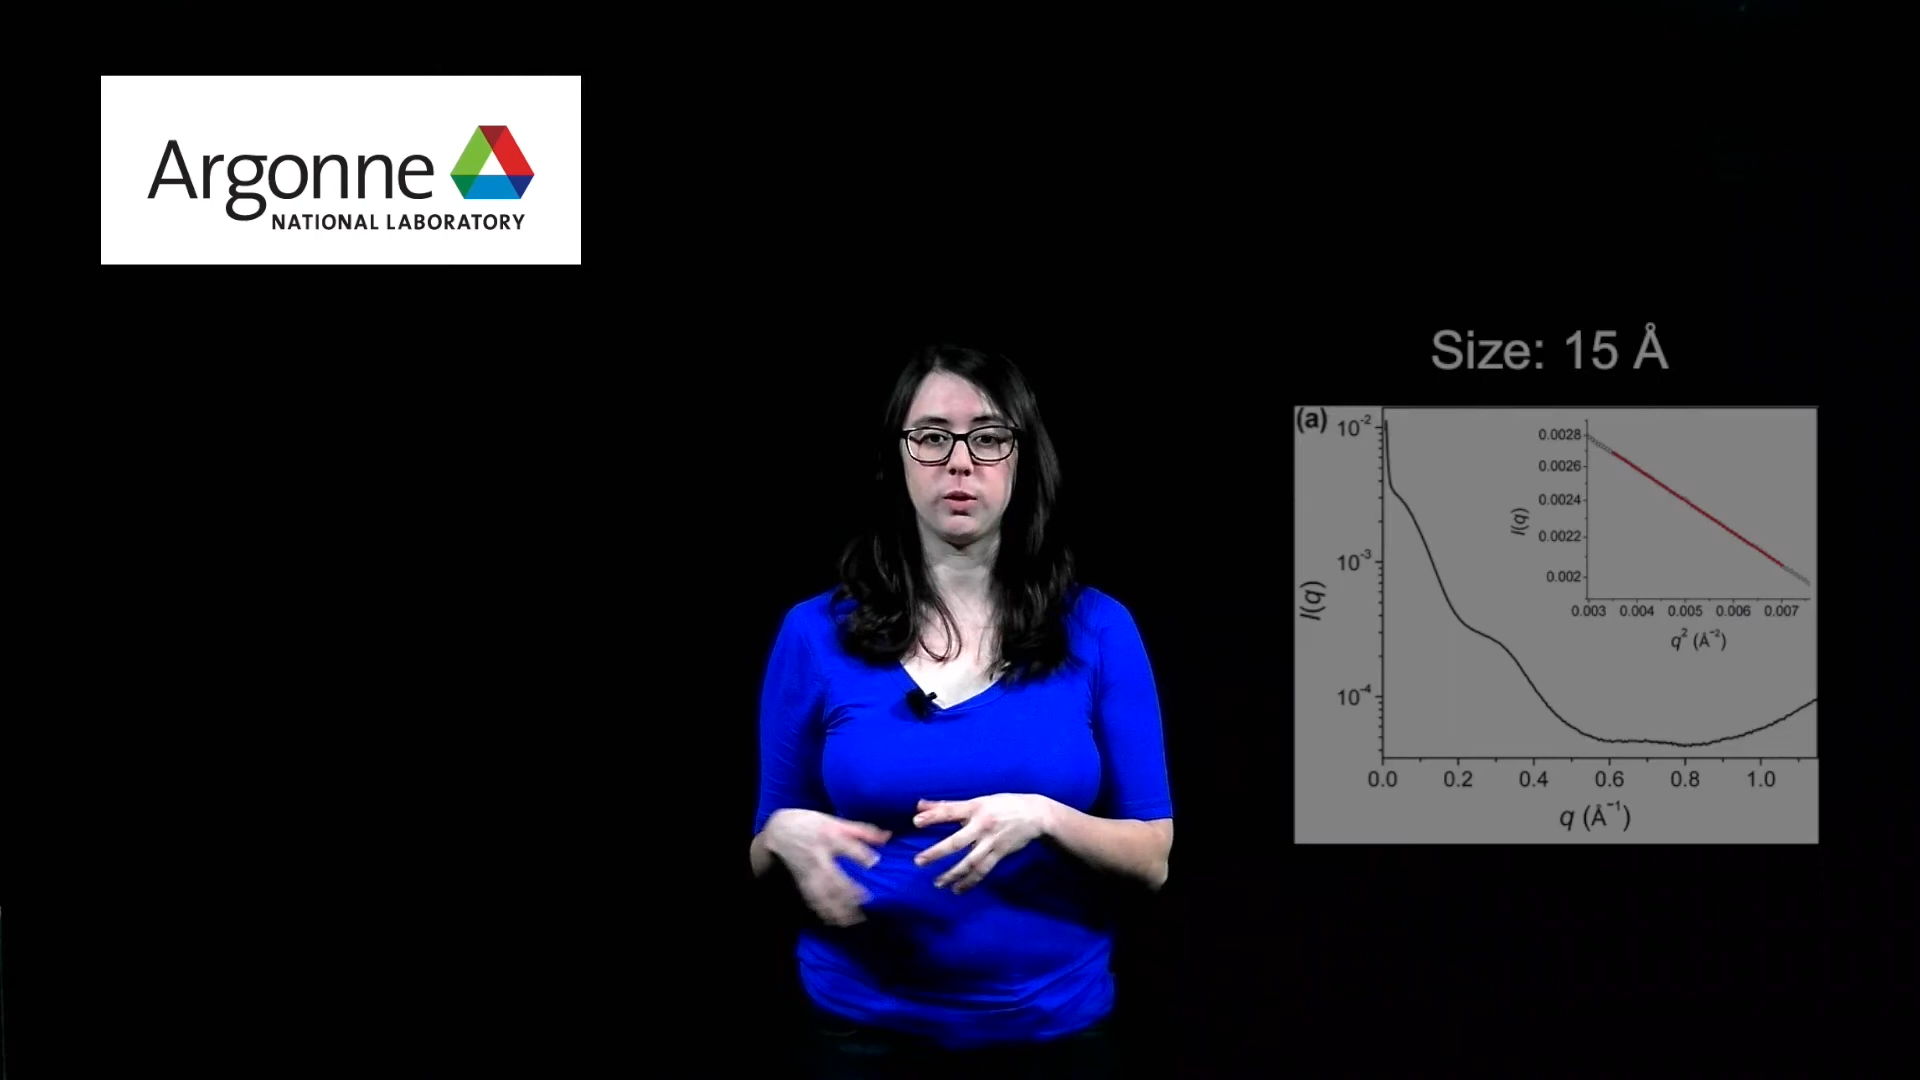 Argonne
NATIONAL LABORATORY
Size: 15 Å
(a)
10⁻²
10⁻³
10⁻⁴
I(q)
0.0 0.2 0.4 0.6 0.8 1.0
q (Å⁻¹)
0.0028
0.0026
0.0024
0.0022
0.002
I(q)
0.003 0.004 0.005 0.006 0.007
q² (Å⁻²)